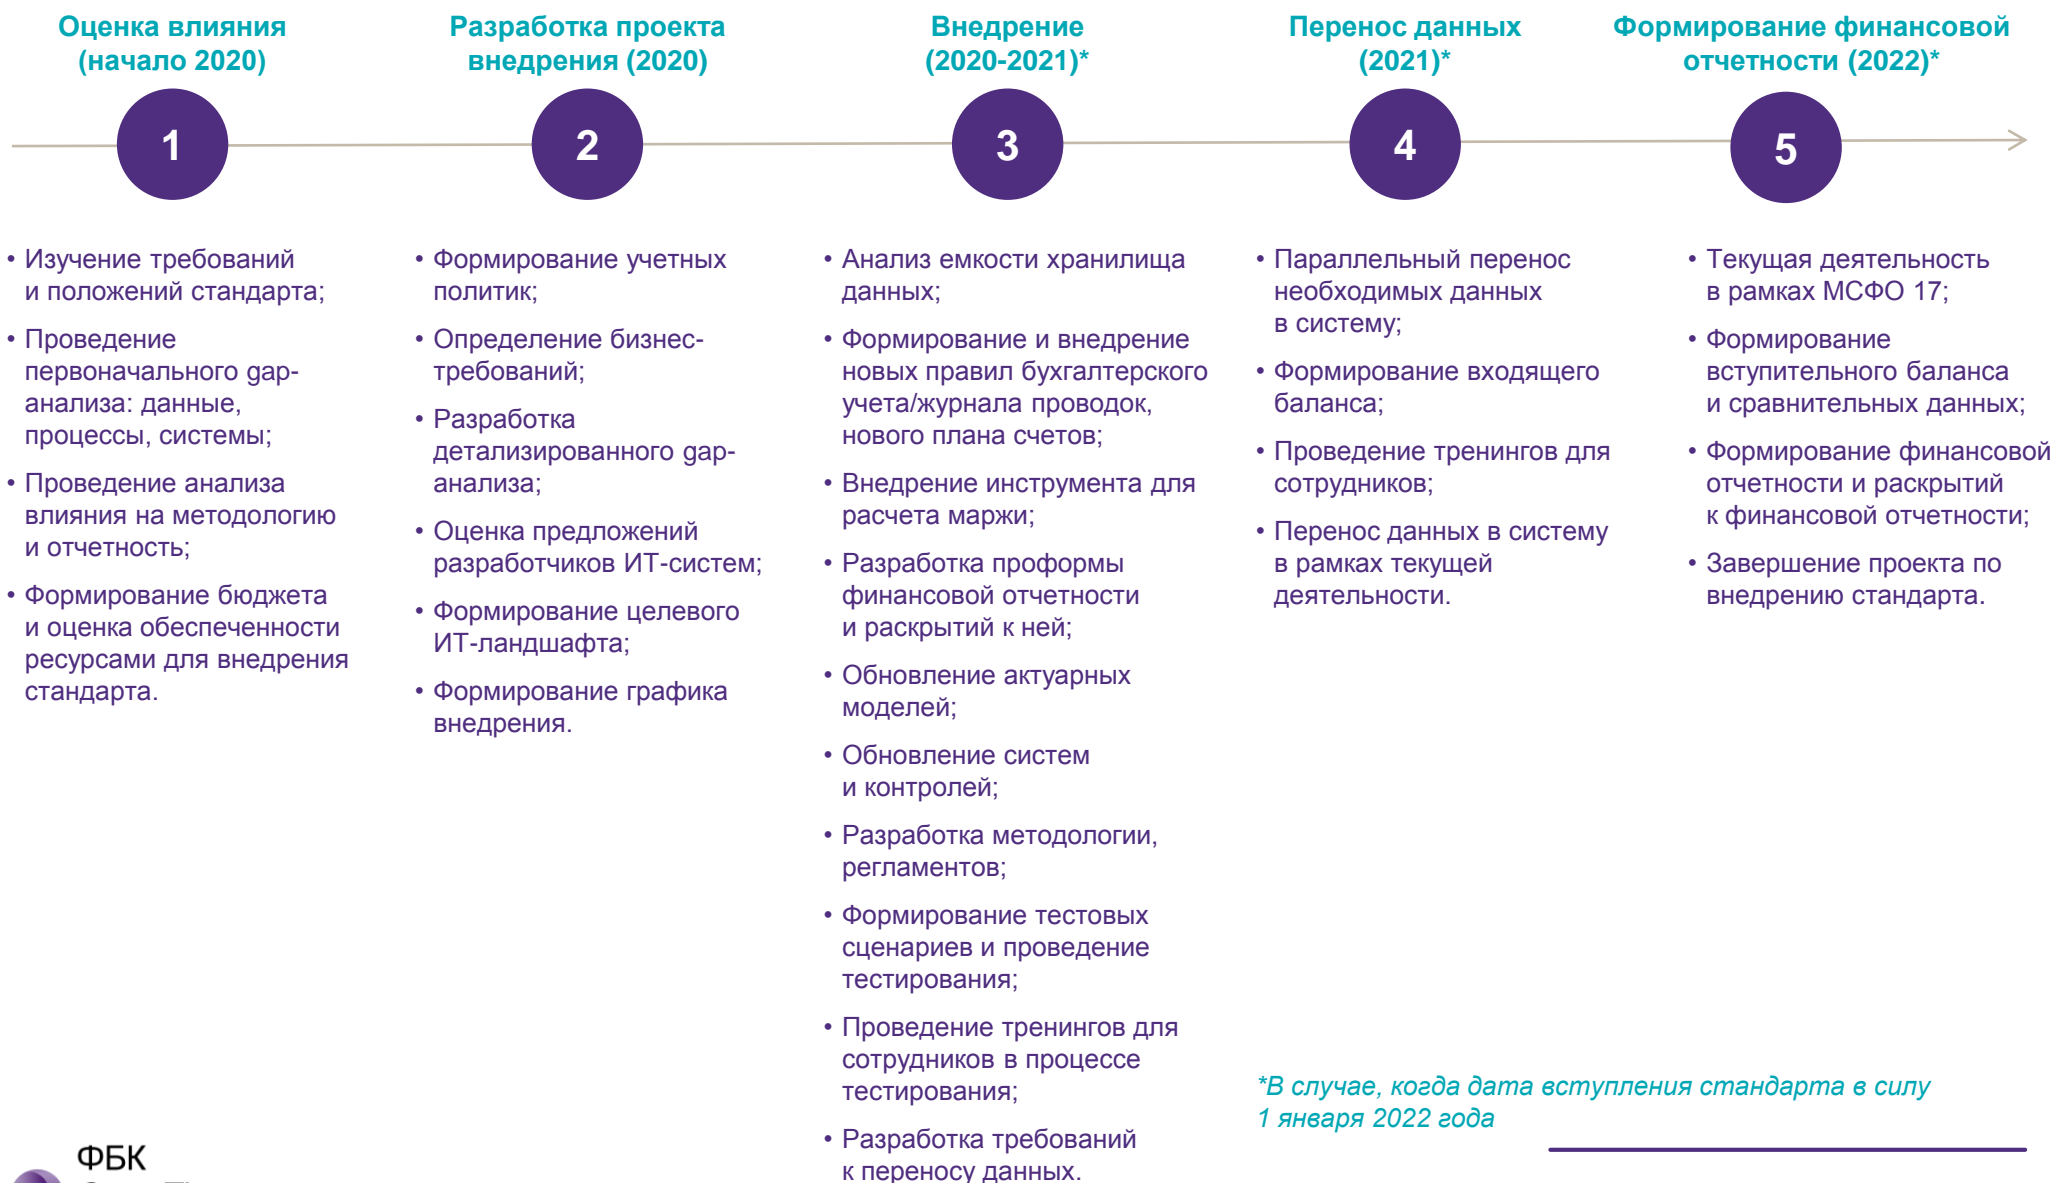 Оценка влияния
(начало 2020)
Разработка проекта
внедрения (2020)
Внедрение
(2020-2021)*
Перенос данных
(2021)*
Формирование финансовой
отчетности (2022)*
1
2
3
4
5
• Изучение требований
и положений стандарта;
• Проведение
первоначального gap-
анализа: данные,
процессы, системы;
• Проведение анализа
влияния на методологию
и отчетность;
• Формирование бюджета
и оценка обеспеченности
ресурсами для внедрения
стандарта.
• Формирование учетных
политик;
• Определение бизнес-
требований;
• Разработка
детализированного gap-
анализа;
• Оценка предложений
разработчиков ИТ-систем;
• Формирование целевого
ИТ-ландшафта;
• Формирование графика
внедрения.
• Анализ емкости хранилища
данных;
• Формирование и внедрение
новых правил бухгалтерского
учета/журнала проводок,
нового плана счетов;
• Внедрение инструмента для
расчета маржи;
• Разработка проформы
финансовой отчетности
и раскрытий к ней;
• Обновление актуарных
моделей;
• Обновление систем
и контролей;
• Разработка методологии,
регламентов;
• Формирование тестовых
сценариев и проведение
тестирования;
• Проведение тренингов для
сотрудников в процессе
тестирования;
• Разработка требований
к переносу данных.
• Параллельный перенос
необходимых данных
в систему;
• Формирование входящего
баланса;
• Проведение тренингов для
сотрудников;
• Перенос данных в систему
в рамках текущей
деятельности.
• Текущая деятельность
в рамках МСФО 17;
• Формирование
вступительного баланса
и сравнительных данных;
• Формирование финансовой
отчетности и раскрытий
к финансовой отчетности;
• Завершение проекта по
внедрению стандарта.
*В случае, когда дата вступления стандарта в силу
1 января 2022 года
ФБК